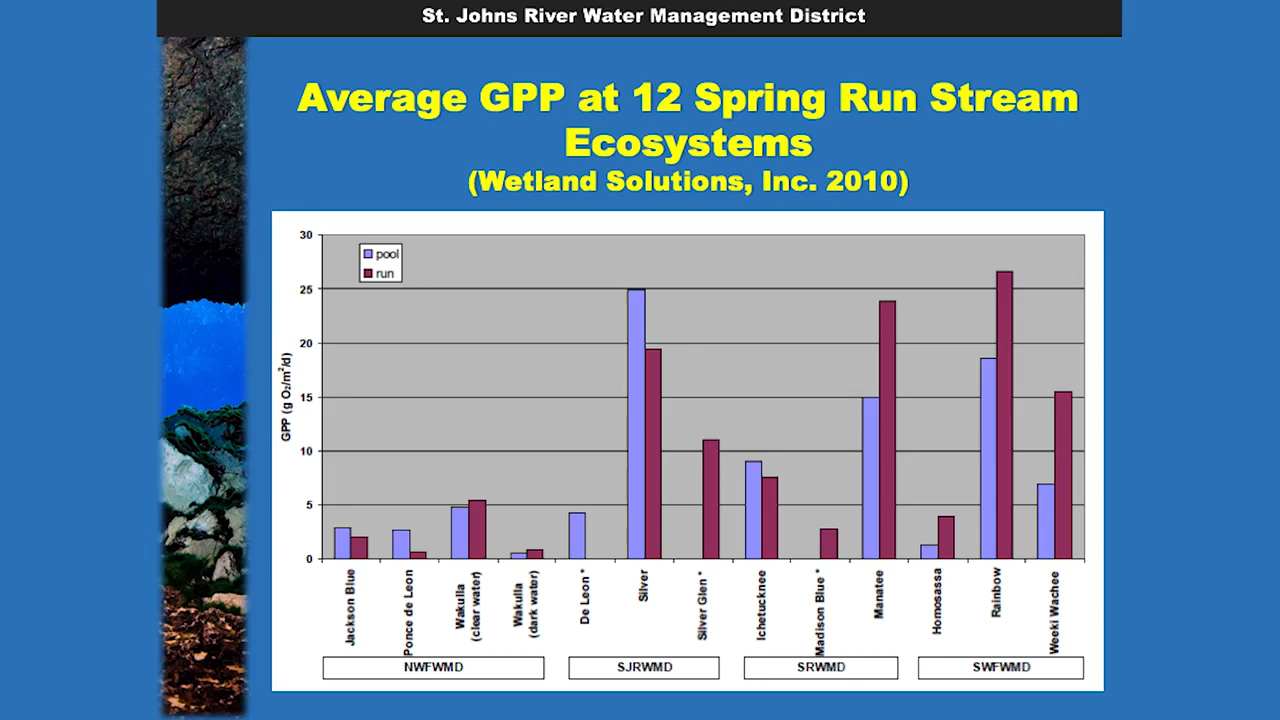 St. Johns River Water Management District
Average GPP at 12 Spring Run Stream
Ecosystems
(Wetland Solutions, Inc. 2010)
30
25
20
15
10
5
0
GPP (g O₂/m²/d)
pool
run
Jackson Blue
Ponce de Leon
Wakulla
(clear water)
Wakulla
(dark water)
De Leon *
Silver
Silver Glen *
Ichetucknee
Madison Blue *
Manatee
Homosassa
Rainbow
Weeki Wachee
NWFWMD
SJRWMD
SRWMD
SWFWMD